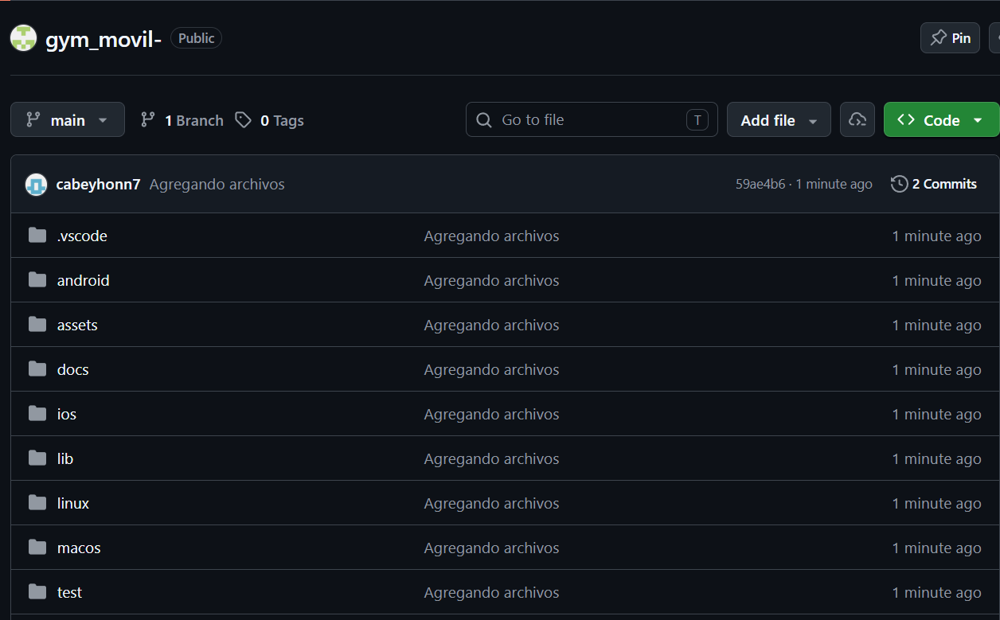 gym_movil- Public Pin
main 1 Branch 0 Tags Go to file T Add file Code
cabeyhonn7 Agregando archivos 59ae4b6 · 1 minute ago 2 Commits
.vscode Agregando archivos 1 minute ago
android Agregando archivos 1 minute ago
assets Agregando archivos 1 minute ago
docs Agregando archivos 1 minute ago
ios Agregando archivos 1 minute ago
lib Agregando archivos 1 minute ago
linux Agregando archivos 1 minute ago
macos Agregando archivos 1 minute ago
test Agregando archivos 1 minute ago